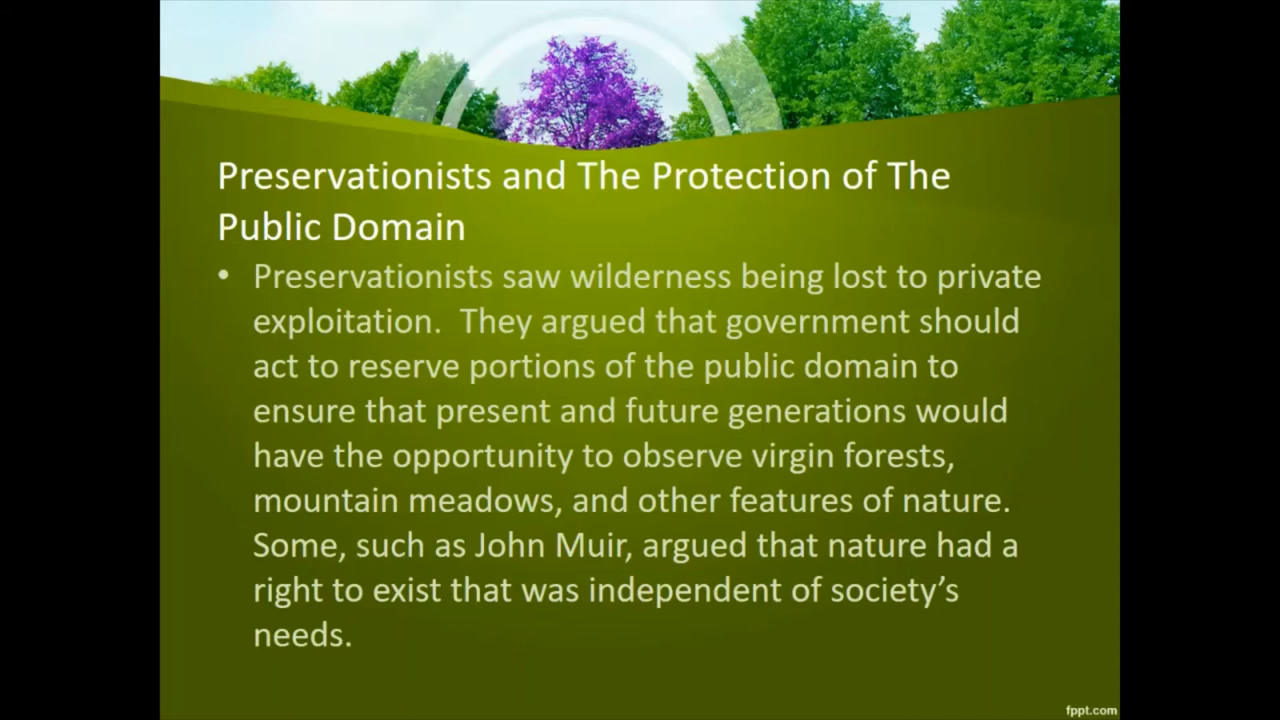 Preservationists and The Protection of The
Public Domain
• Preservationists saw wilderness being lost to private
exploitation.  They argued that government should
act to reserve portions of the public domain to
ensure that present and future generations would
have the opportunity to observe virgin forests,
mountain meadows, and other features of nature.
Some, such as John Muir, argued that nature had a
right to exist that was independent of society’s
needs.
fppt.com